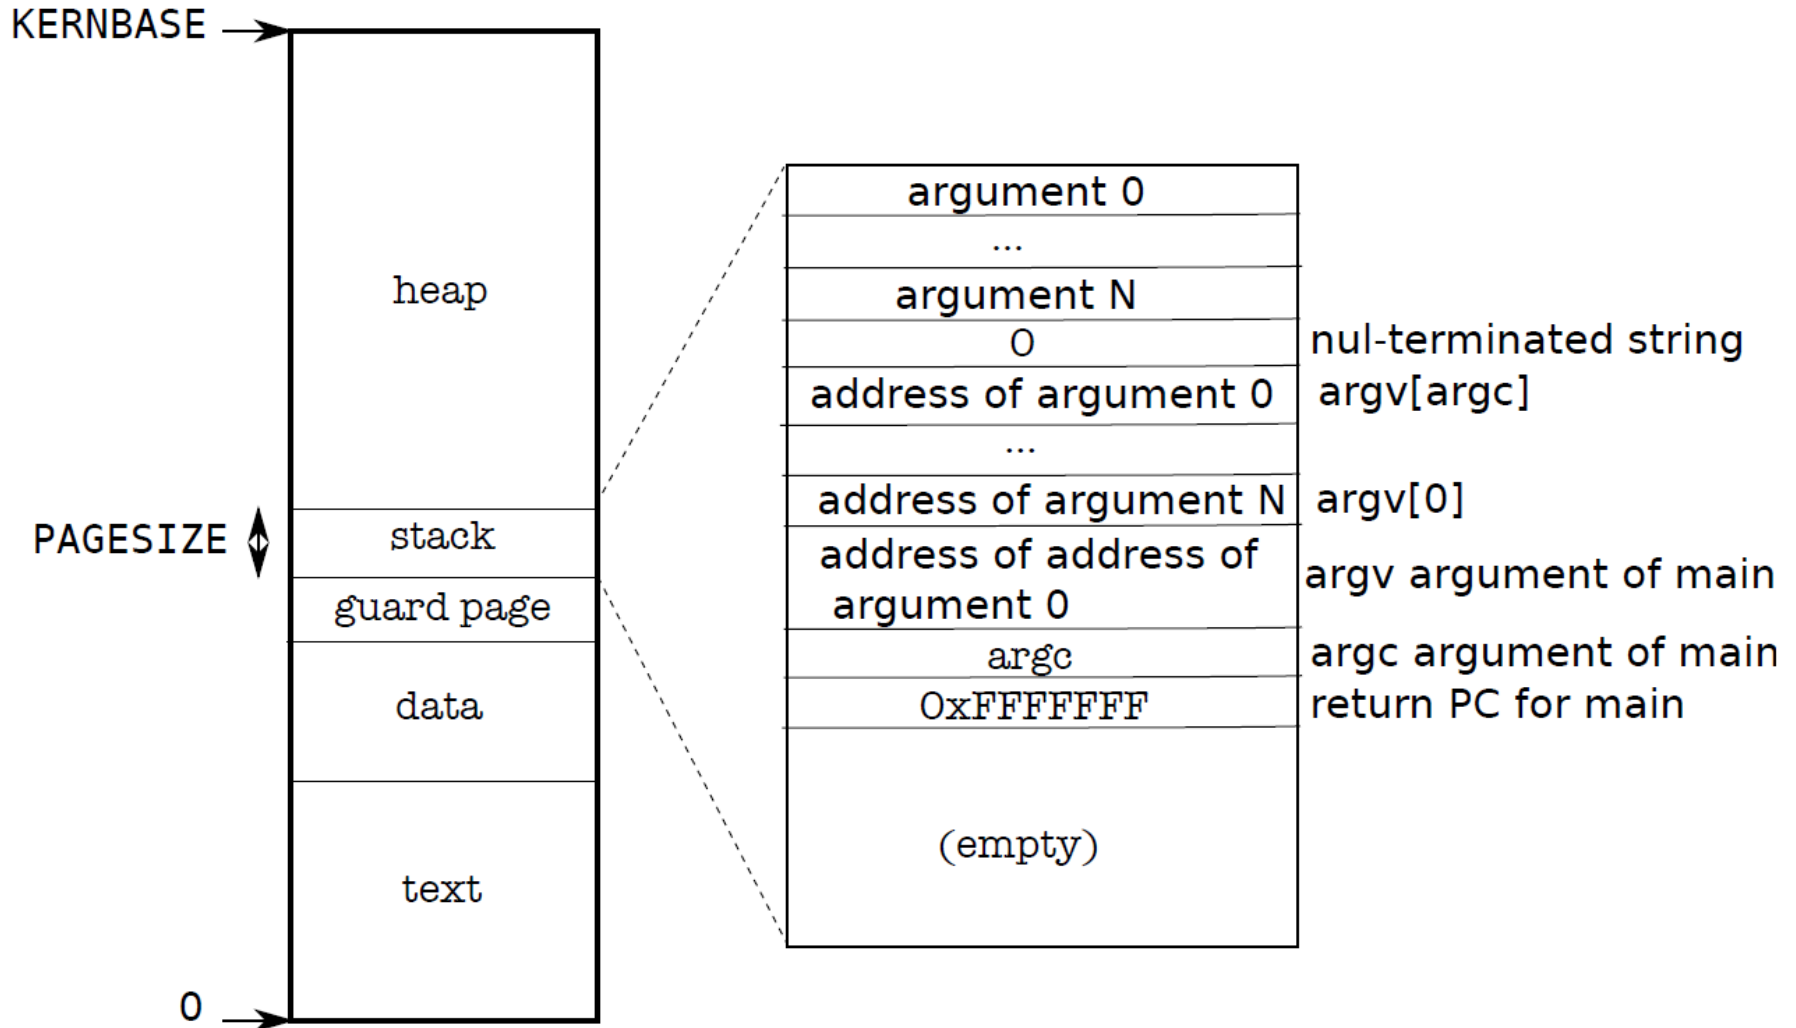 KERNBASE
heap
PAGESIZE
stack
guard page
data
text
0
argument 0
...
argument N
0
nul-terminated string
address of argument 0
argv[argc]
...
address of argument N
argv[0]
address of address of
argument 0
argv argument of main
argc
argc argument of main
0xFFFFFFF
return PC for main
(empty)